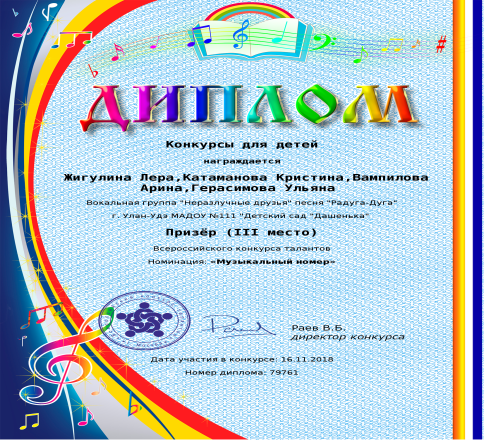 ДИПЛОМ
Конкурсы для детей
награждается
Жигулина Лера,Катаманова Кристина,Вампилова
Арина,Герасимова Ульяна
Вокальная группа "Неразлучные друзья" песня "Радуга-Дуга"
г. Улан-Удэ МАДОУ №111 "Детский сад "Дашенька"
Призёр (III место)
Всероссийского конкурса талантов
Номинация: «Музыкальный номер»
Раев В.Б.
директор конкурса
Дата участия в конкурсе: 16.11.2018
Номер диплома: 79761